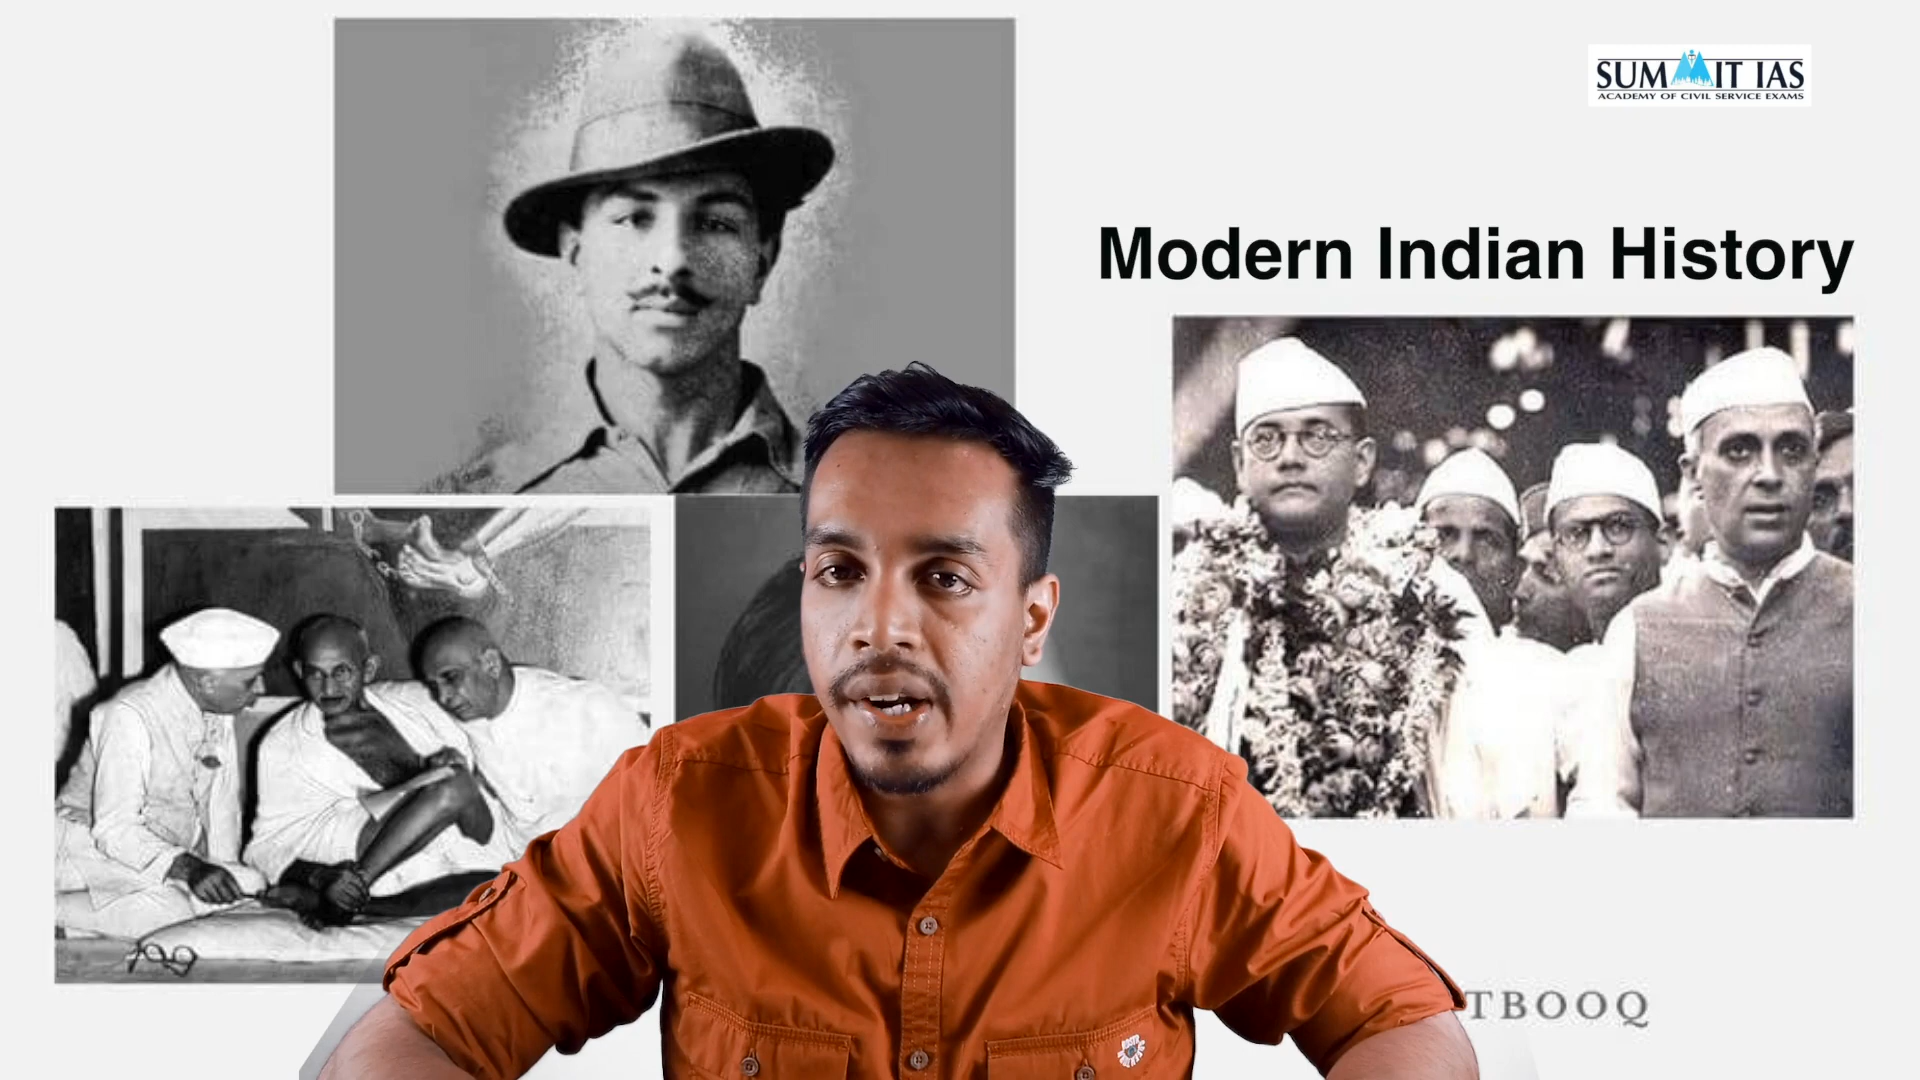 SUMMIT IAS
ACADEMY OF CIVIL SERVICE EXAMS
Modern Indian History
TBOOQ